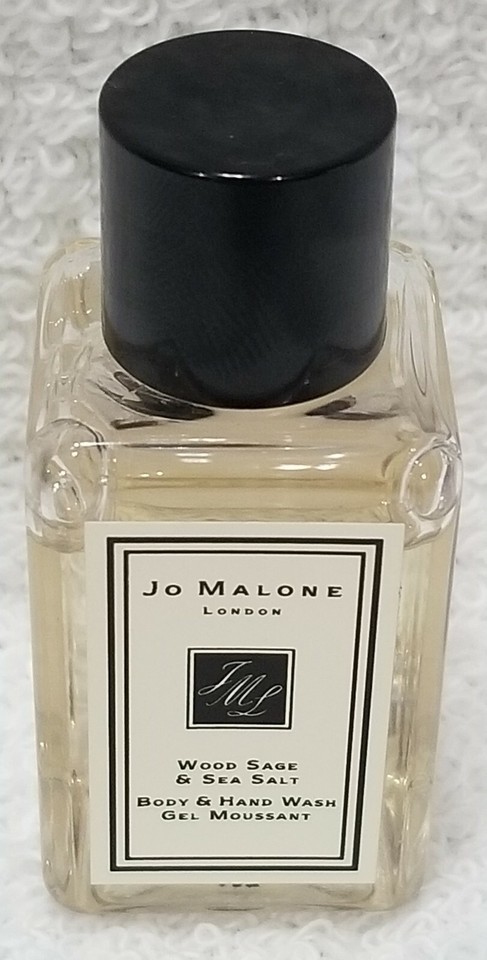 Jo Malone
London
JML
Wood Sage
& Sea Salt
Body & Hand Wash
Gel Moussant